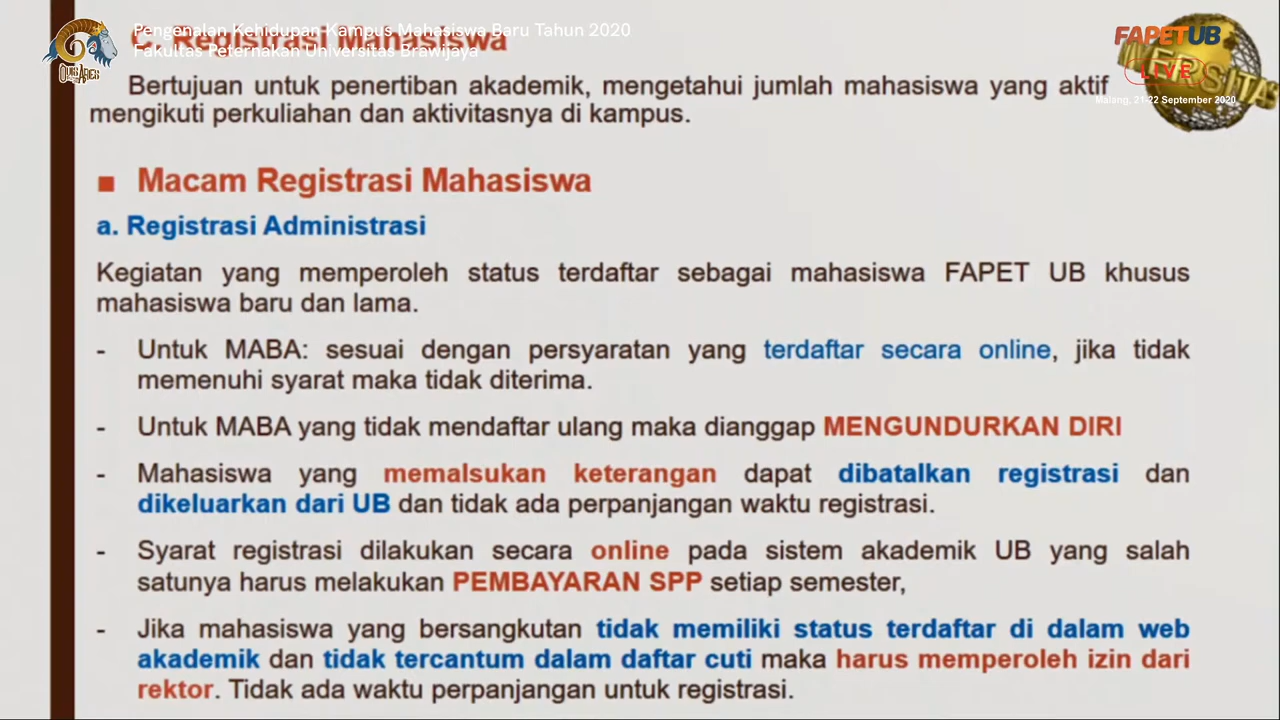 Pengenalan Kehidupan Kampus Mahasiswa Baru Tahun 2020
Fakultas Peternakan Universitas Brawijaya
C. Registrasi Mahasiswa
FAPETUB
LIVE
Malang, 21-22 September 2020
Bertujuan untuk penertiban akademik, mengetahui jumlah mahasiswa yang aktif
mengikuti perkuliahan dan aktivitasnya di kampus.
■ Macam Registrasi Mahasiswa
a. Registrasi Administrasi
Kegiatan yang memperoleh status terdaftar sebagai mahasiswa FAPET UB khusus
mahasiswa baru dan lama.
- Untuk MABA: sesuai dengan persyaratan yang terdaftar secara online, jika tidak
memenuhi syarat maka tidak diterima.
- Untuk MABA yang tidak mendaftar ulang maka dianggap MENGUNDURKAN DIRI
- Mahasiswa yang memalsukan keterangan dapat dibatalkan registrasi dan
dikeluarkan dari UB dan tidak ada perpanjangan waktu registrasi.
- Syarat registrasi dilakukan secara online pada sistem akademik UB yang salah
satunya harus melakukan PEMBAYARAN SPP setiap semester,
- Jika mahasiswa yang bersangkutan tidak memiliki status terdaftar di dalam web
akademik dan tidak tercantum dalam daftar cuti maka harus memperoleh izin dari
rektor. Tidak ada waktu perpanjangan untuk registrasi.